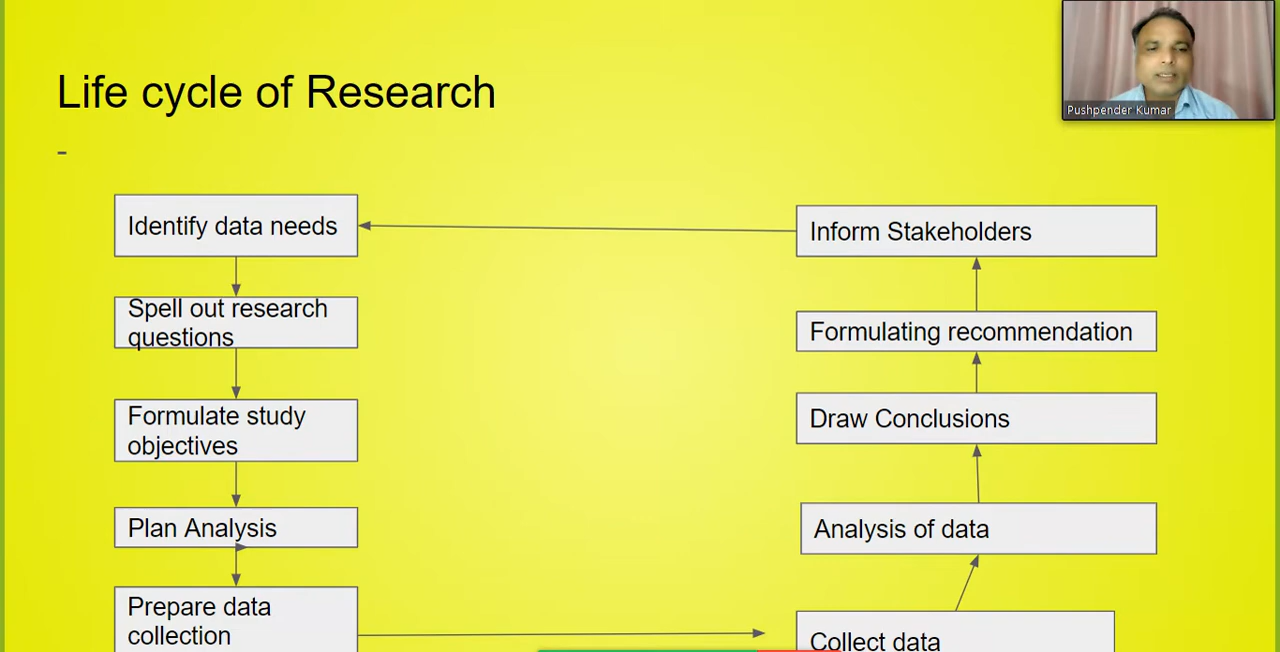 Life cycle of Research
-
Pushpender Kumar
Identify data needs
Spell out research
questions
Formulate study
objectives
Plan Analysis
Prepare data
collection
Inform Stakeholders
Formulating recommendation
Draw Conclusions
Analysis of data
Collect data